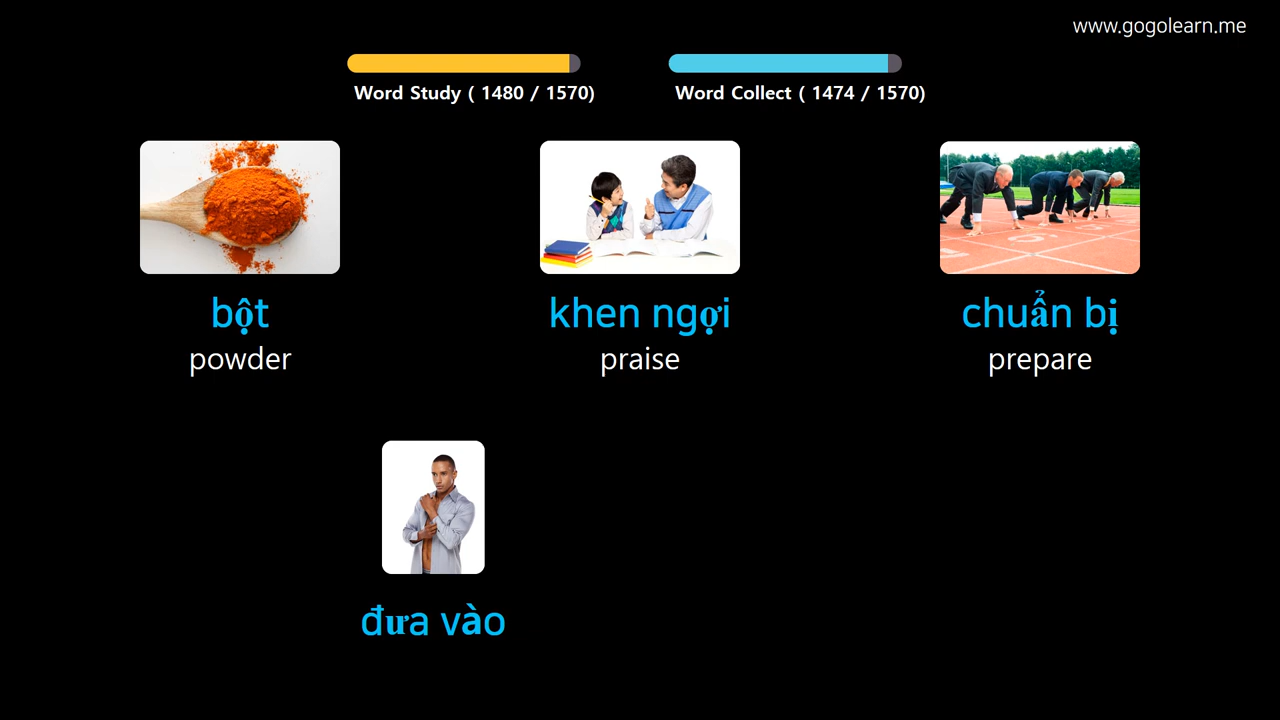 www.gogolearn.me
Word Study ( 1480 / 1570)
Word Collect ( 1474 / 1570)
bột
khen ngợi
chuẩn bị
powder
praise
prepare
đưa vào